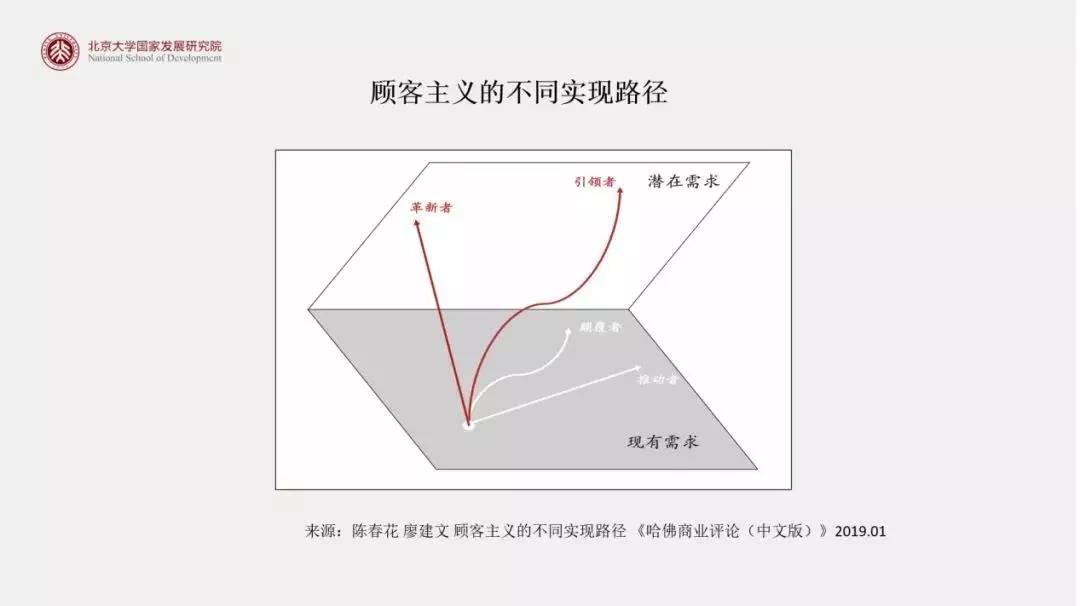 北京大学国家发展研究院
National School of Development
顾客主义的不同实现路径
引领者
潜在需求
革新者
颠覆者
推动者
现有需求
来源：陈春花 廖建文 顾客主义的不同实现路径 《哈佛商业评论（中文版）》2019.01